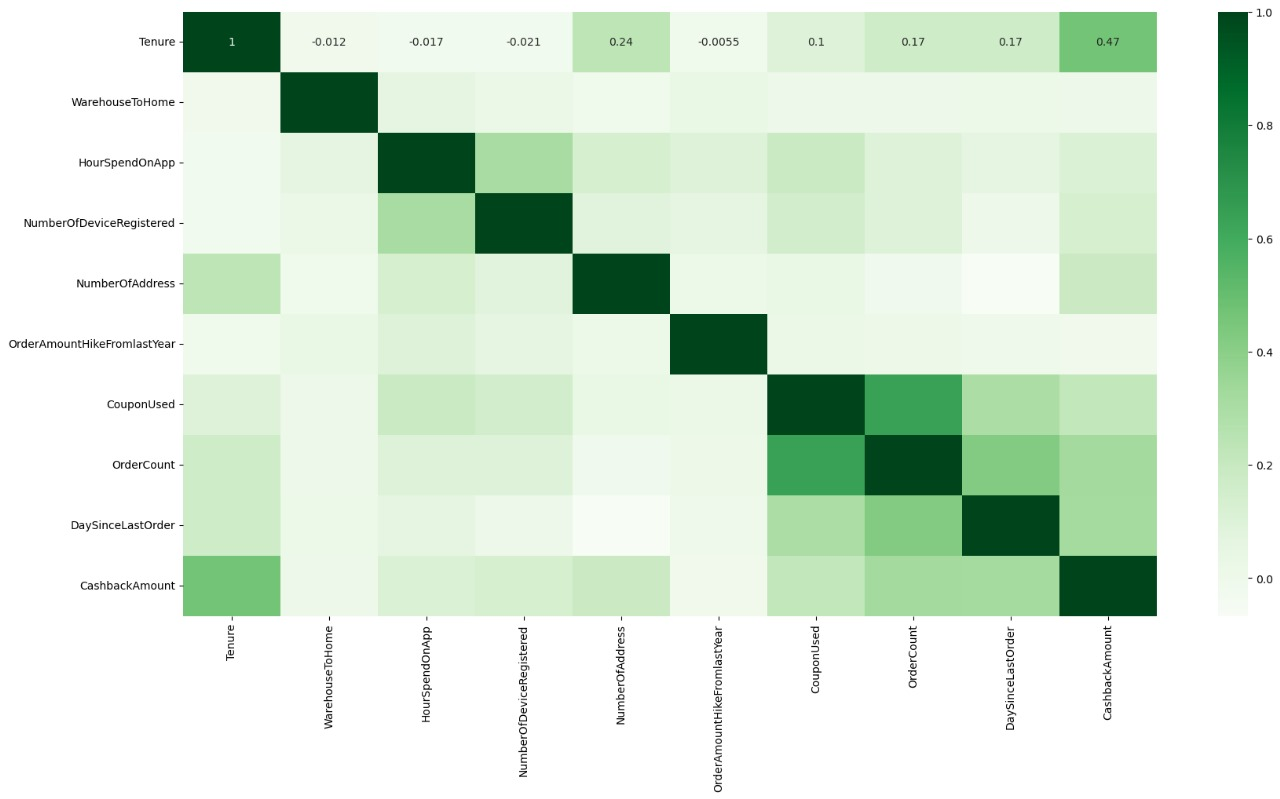 Tenure
1 -0.012 -0.017 -0.021 0.24 -0.0055 0.1 0.17 0.17 0.47
WarehouseToHome
HourSpendOnApp
NumberOfDeviceRegistered
NumberOfAddress
OrderAmountHikeFromlastYear
CouponUsed
OrderCount
DaySinceLastOrder
CashbackAmount
Tenure
WarehouseToHome
HourSpendOnApp
NumberOfDeviceRegistered
NumberOfAddress
OrderAmountHikeFromlastYear
CouponUsed
OrderCount
DaySinceLastOrder
CashbackAmount
1.0
0.8
0.6
0.4
0.2
0.0